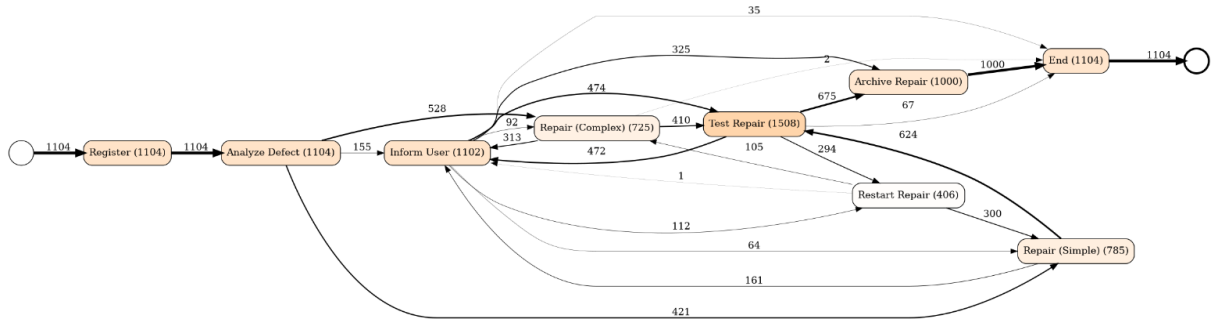 35
325
2
1000
1104
End (1104)
Archive Repair (1000)
474
675
67
528
92
Repair (Complex) (725)
410
Test Repair (1508)
624
1104
Register (1104)
1104
Analyze Defect (1104)
155
Inform User (1102)
313
472
105
294
1
Restart Repair (406)
112
300
64
Repair (Simple) (785)
161
421